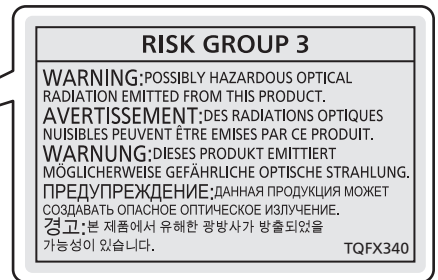 RISK GROUP 3
WARNING:POSSIBLY HAZARDOUS OPTICAL
RADIATION EMITTED FROM THIS PRODUCT.
AVERTISSEMENT:DES RADIATIONS OPTIQUES
NUISIBLES PEUVENT ÊTRE EMISES PAR CE PRODUIT.
WARNUNG:DIESES PRODUKT EMITTIERT
MÖGLICHERWEISE GEFÄHRLICHE OPTISCHE STRAHLUNG.
ПРЕДУПРЕЖДЕНИЕ:ДАННАЯ ПРОДУКЦИЯ МОЖЕТ
СОЗДАВАТЬ ОПАСНОЕ ОПТИЧЕСКОЕ ИЗЛУЧЕНИЕ.
경고:본 제품에서 유해한 광방사가 방출되었을
가능성이 있습니다. TQFX340